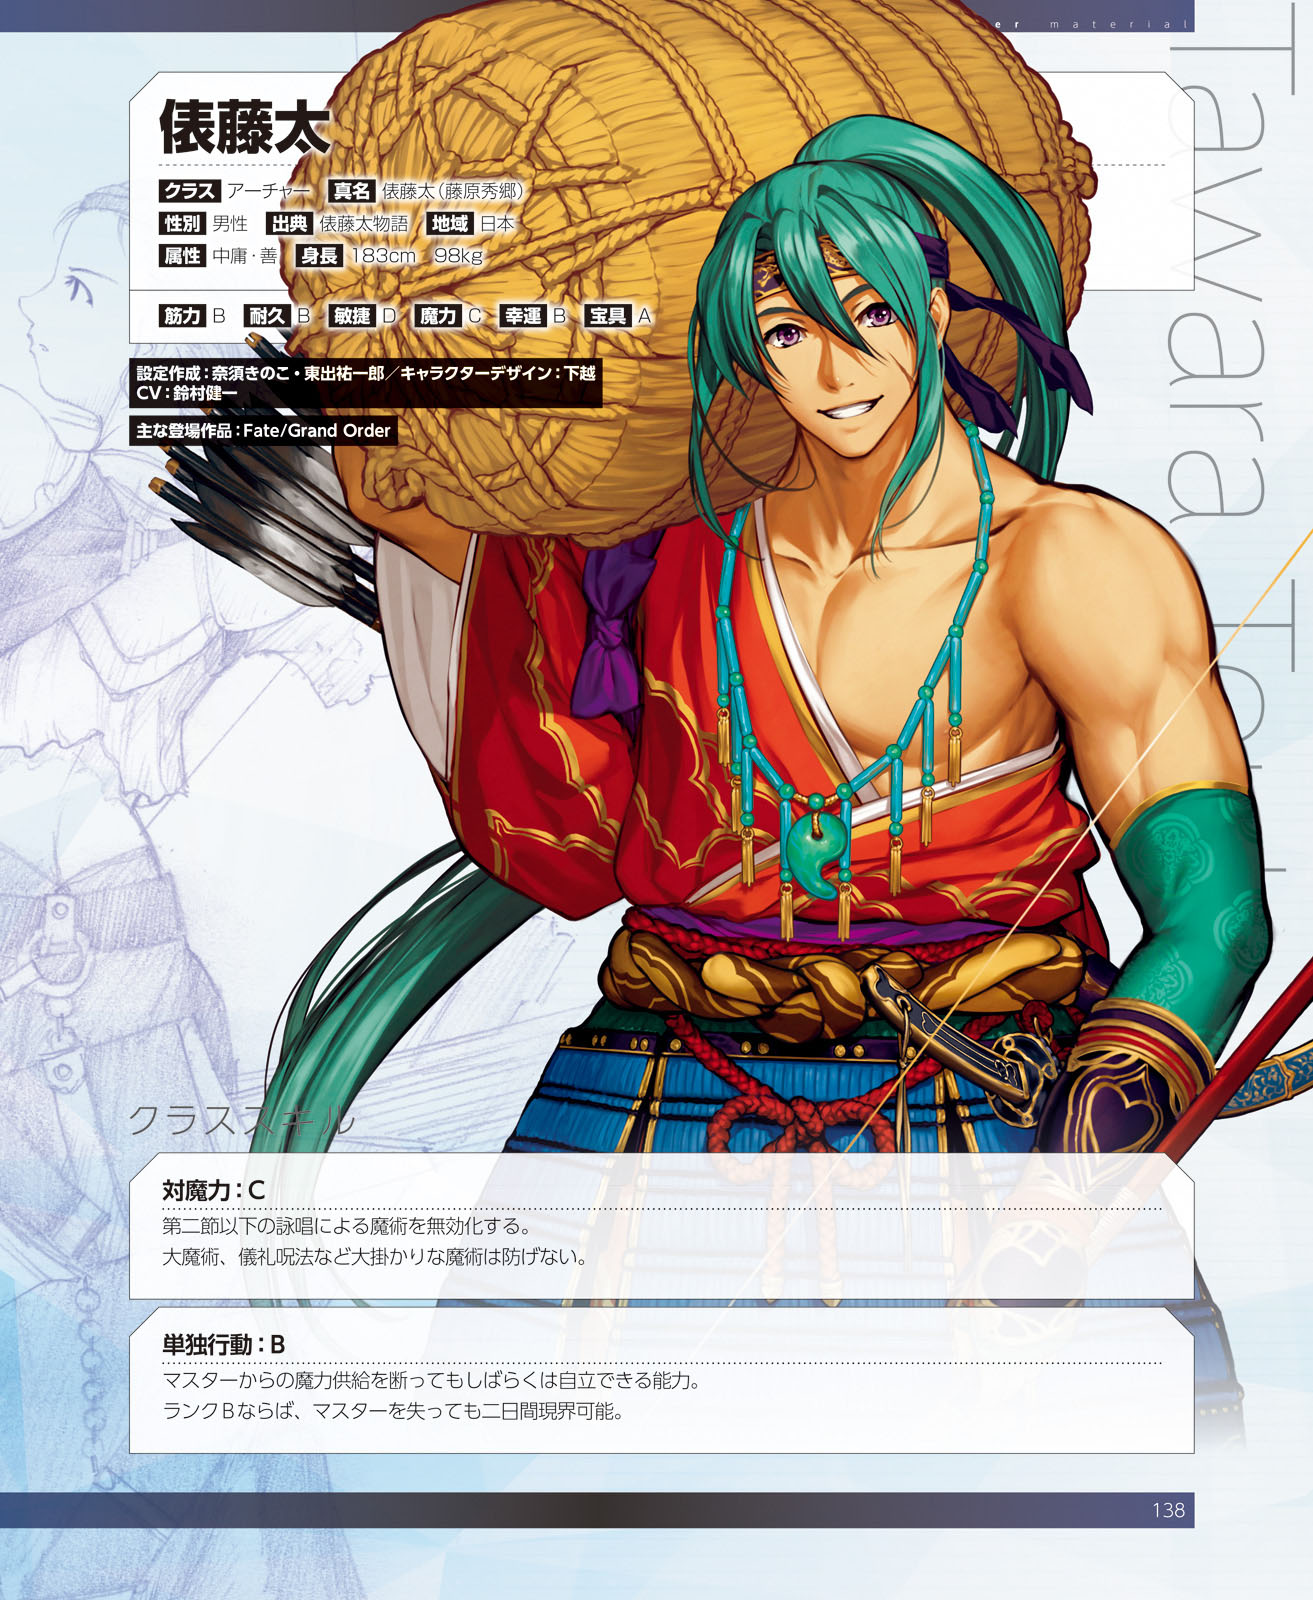 er material
俵藤太
クラス アーチャー 真名 俵藤太（藤原秀郷）
性別 男性 出典 俵藤太物語 地域 日本
属性 中庸・善 身長 183cm 98kg
筋力 B 耐久 B 敏捷 D 魔力 C 幸運 B 宝具 A
設定作成：奈須きのこ・東出祐一郎／キャラクターデザイン：下越
CV：鈴村健一
主な登場作品：Fate/Grand Order
Tawara
クラススキル
対魔力：C
第二節以下の詠唱による魔術を無効化する。
大魔術、儀礼呪法など大掛かりな魔術は防げない。
単独行動：B
マスターからの魔力供給を断ってもしばらくは自立できる能力。
ランクBならば、マスターを失っても二日間現界可能。
138